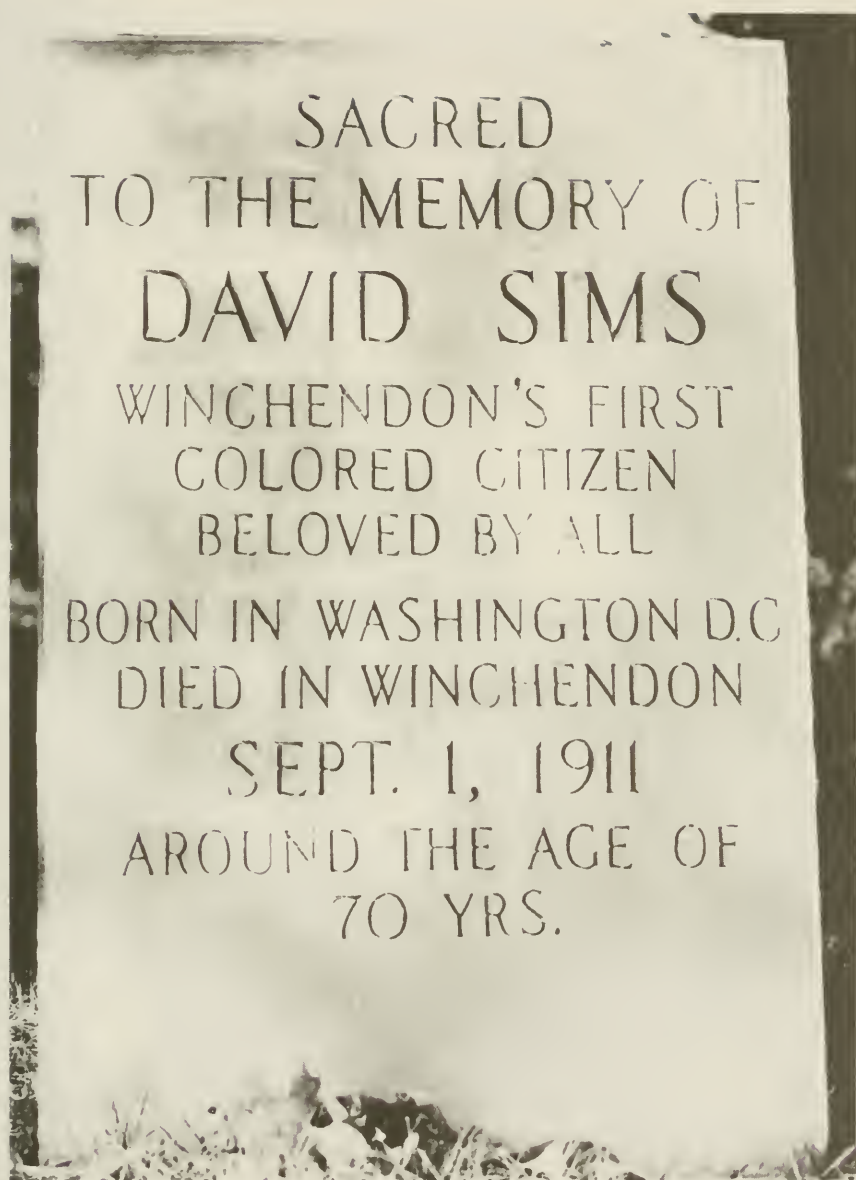 SACRED
TO THE MEMORY OF
DAVID SIMS
WINCHENDON'S FIRST
COLORED CITIZEN
BELOVED BY ALL
BORN IN WASHINGTON D.C
DIED IN WINCHENDON
SEPT. 1, 1911
AROUND THE AGE OF
70 YRS.